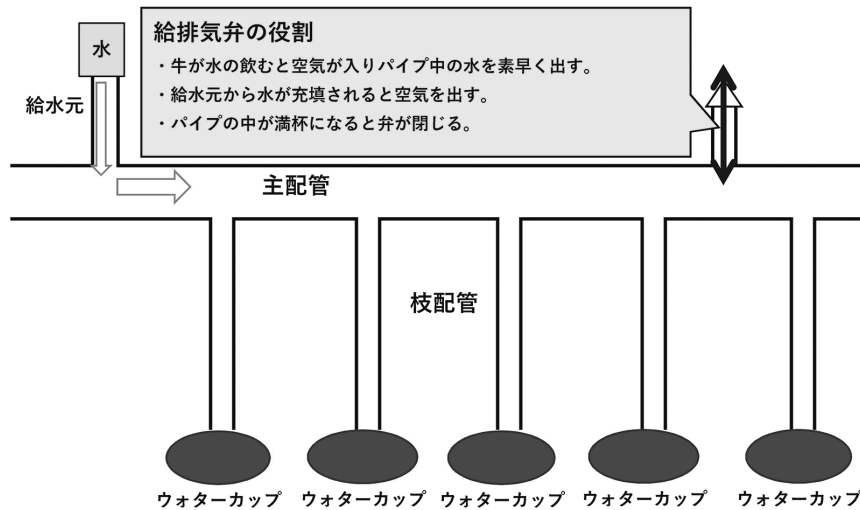 水
給水元
給排気弁の役割
・牛が水の飲むと空気が入りパイプ中の水を素早く出す。
・給水元から水が充填されると空気を出す。
・パイプの中が満杯になると弁が閉じる。
主配管
枝配管
ウォターカップ ウォターカップ ウォターカップ ウォターカップ ウォターカップ